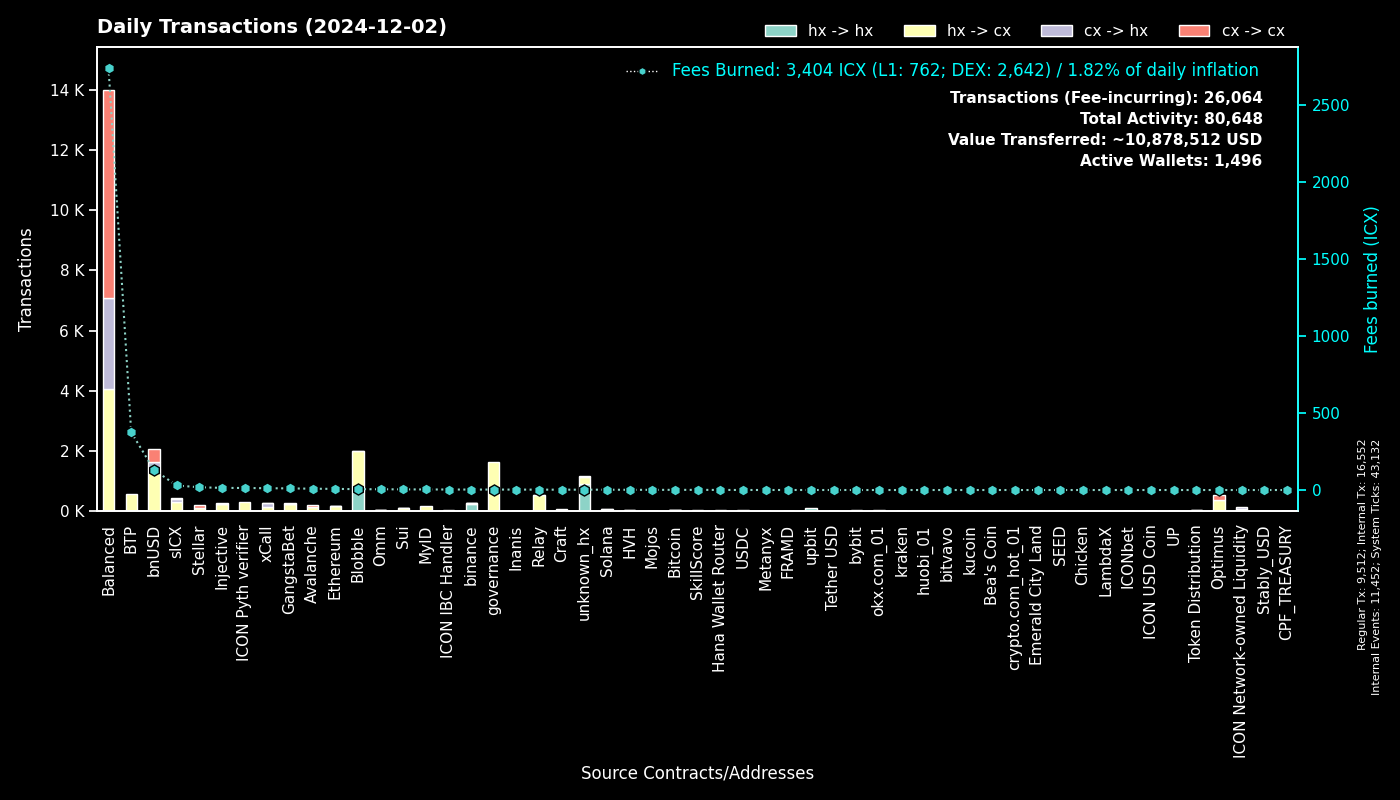 Daily Transactions (2024-12-02)
hx -> hx
hx -> cx
cx -> hx
cx -> cx
Fees Burned: 3,404 ICX (L1: 762; DEX: 2,642) / 1.82% of daily inflation
Transactions (Fee-incurring): 26,064
Total Activity: 80,648
Value Transferred: ~10,878,512 USD
Active Wallets: 1,496
Transactions
14 K
12 K
10 K
8 K
6 K
4 K
2 K
0 K
2500
2000
1500
1000
500
0
Fees burned (ICX)
Regular Tx: 9,512; Internal Tx: 16,552
Internal Events: 11,452; System Ticks: 43,132
Balanced
BTP
bnUSD
sICX
Stellar
Injective
ICON Pyth verifier
xCall
GangstaBet
Avalanche
Ethereum
Blobble
Omm
Sui
MyID
ICON IBC Handler
binance
governance
Inanis
Relay
Craft
unknown_hx
Solana
HVH
Mojos
Bitcoin
SkillScore
Hana Wallet Router
USDC
Metanyx
FRAMD
upbit
Tether USD
bybit
okx.com_01
kraken
huobi_01
bitvavo
kucoin
Bea's Coin
crypto.com_hot_01
Emerald City Land
SEED
Chicken
LambdaX
ICONbet
ICON USD Coin
UP
Token Distribution
Optimus
ICON Network-owned Liquidity
Stably_USD
CPF_TREASURY
Source Contracts/Addresses